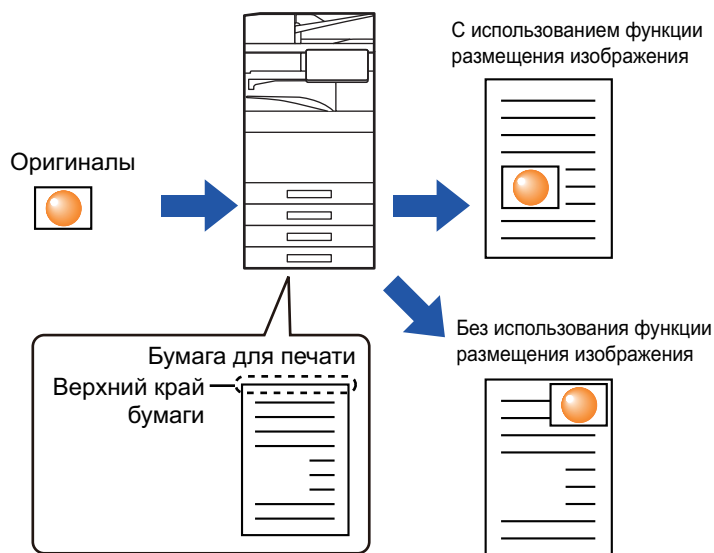 С использованием функции
размещения изображения
Оригиналы
Бумага для печати
Верхний край
бумаги
Без использования функции
размещения изображения